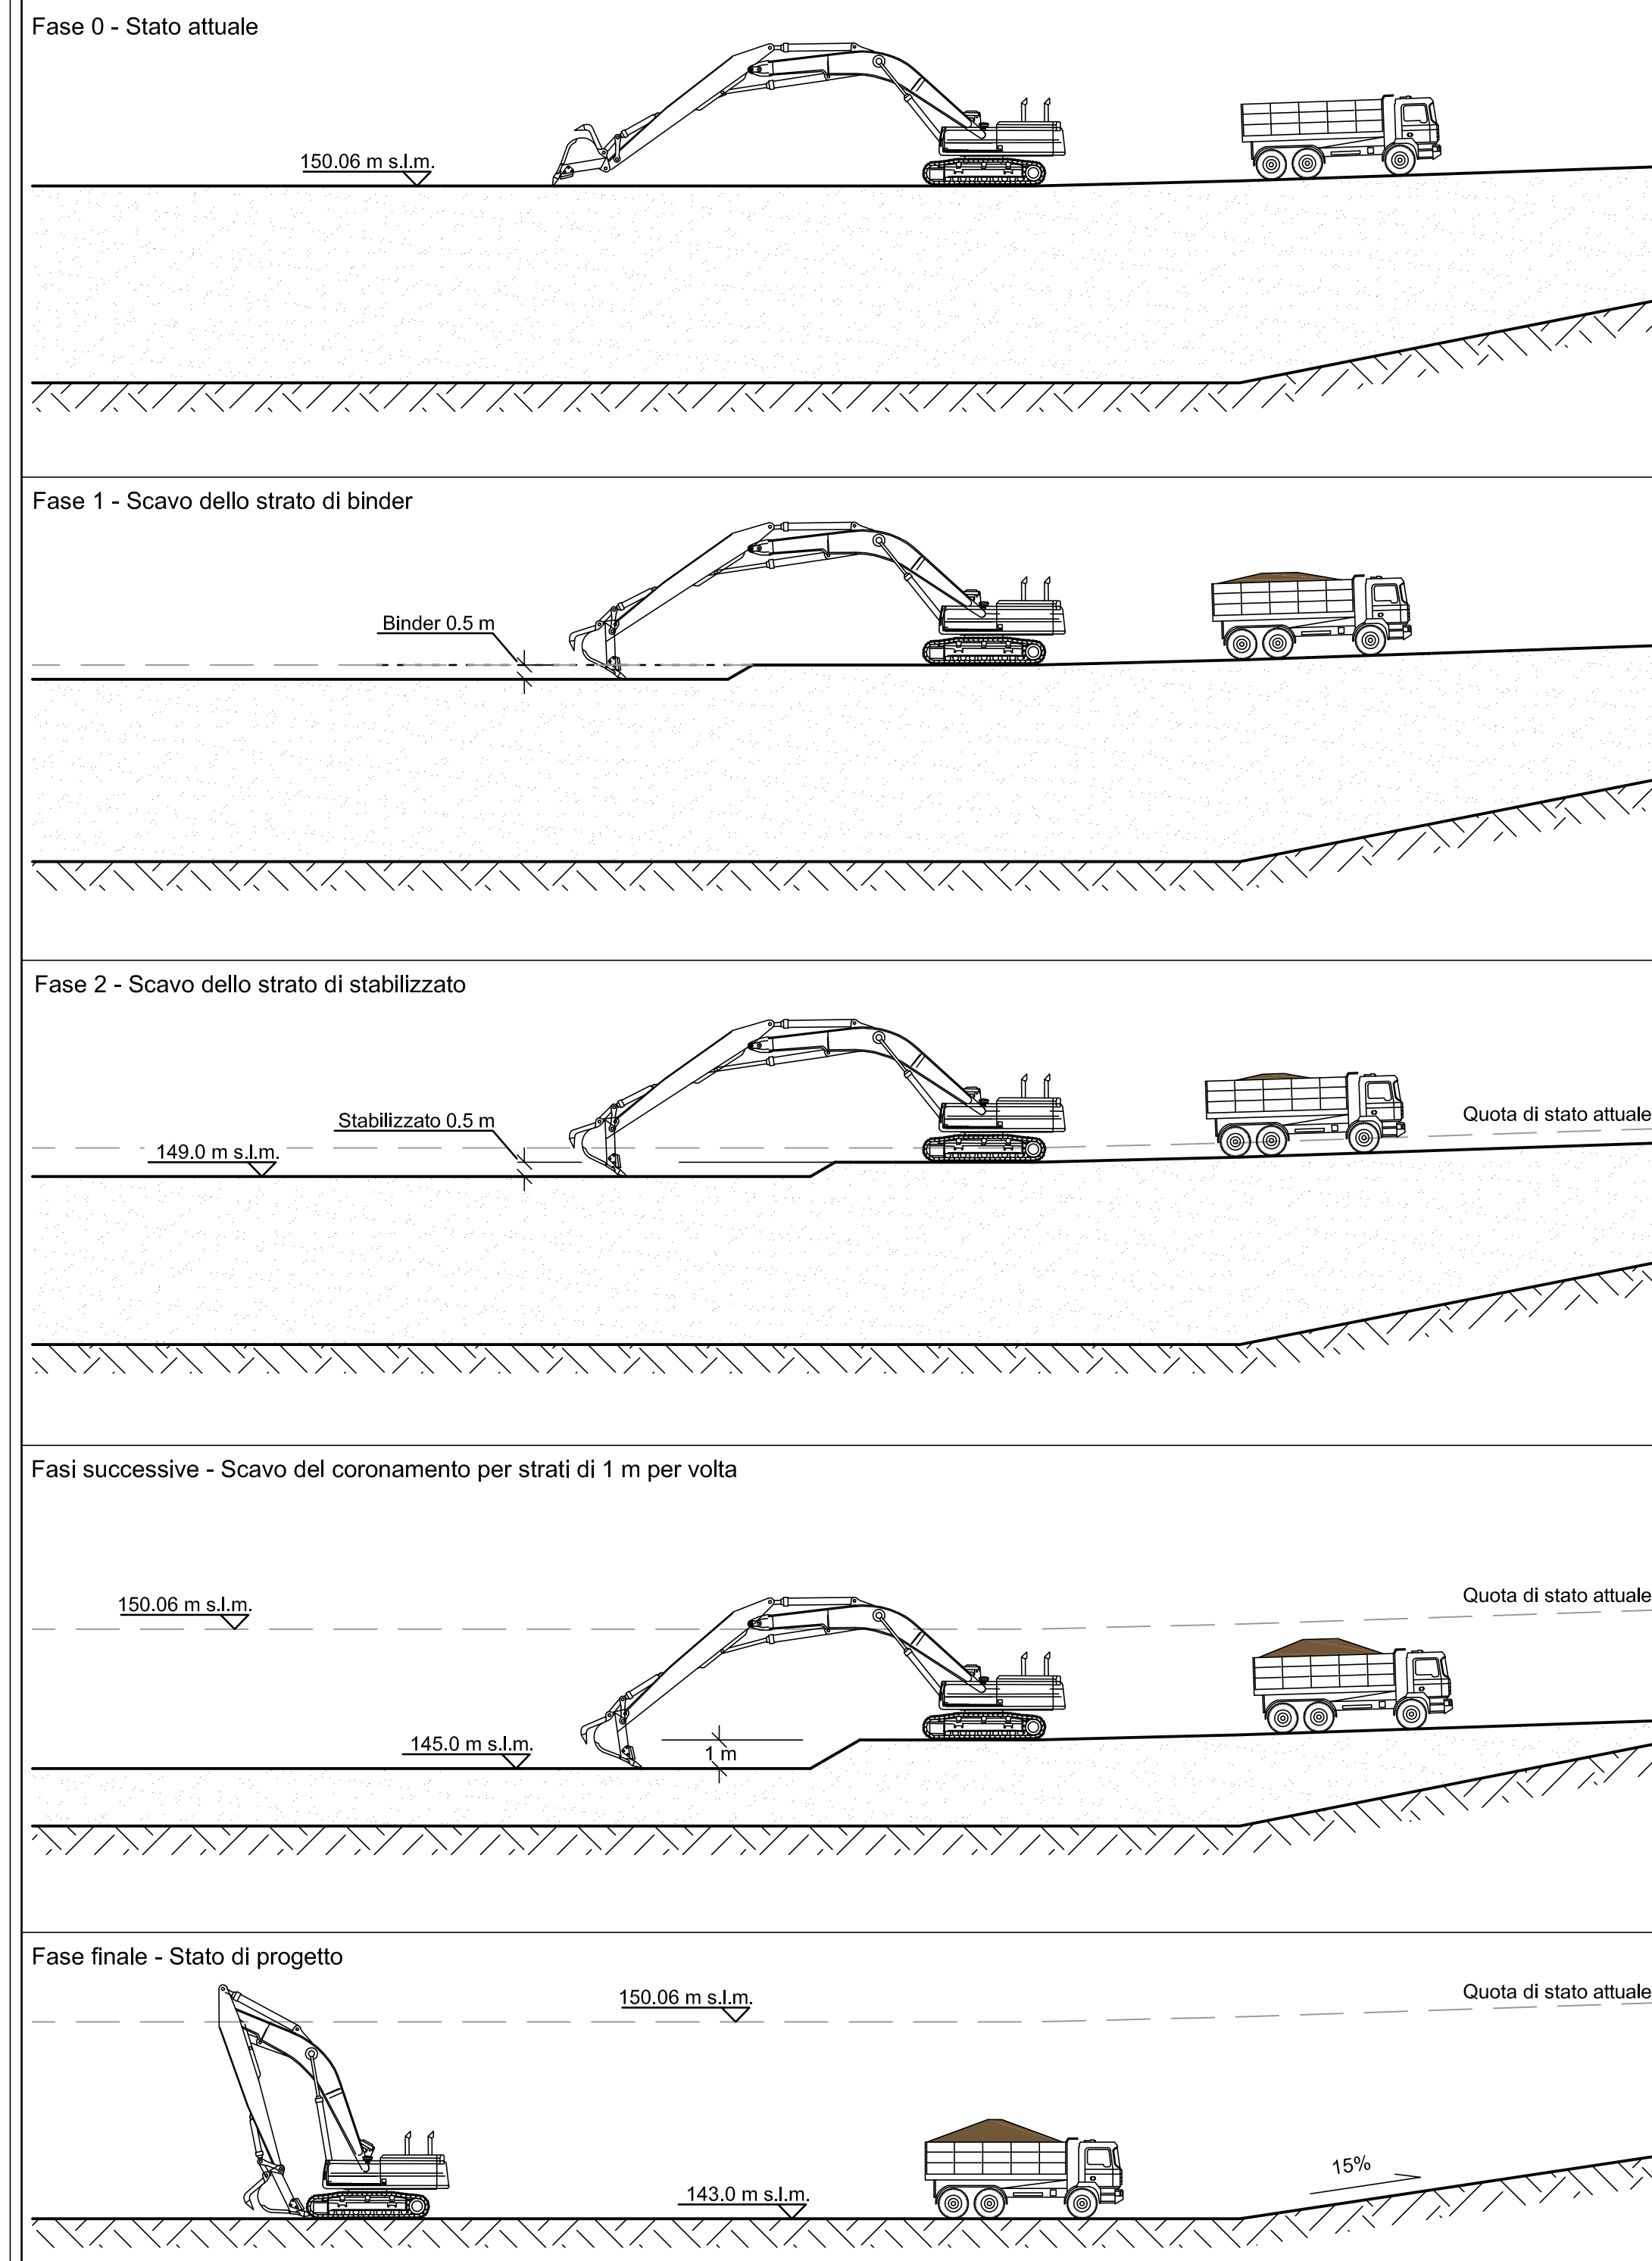 Fase 0 - Stato attuale
150.06 m s.l.m.
Fase 1 - Scavo dello strato di binder
Binder 0.5 m
Fase 2 - Scavo dello strato di stabilizzato
Stabilizzato 0.5 m
Quota di stato attuale
149.0 m s.l.m.
Fasi successive - Scavo del coronamento per strati di 1 m per volta
150.06 m s.l.m.
Quota di stato attuale
145.0 m s.l.m.
1 m
Fase finale - Stato di progetto
150.06 m s.l.m.
Quota di stato attuale
15%
143.0 m s.l.m.